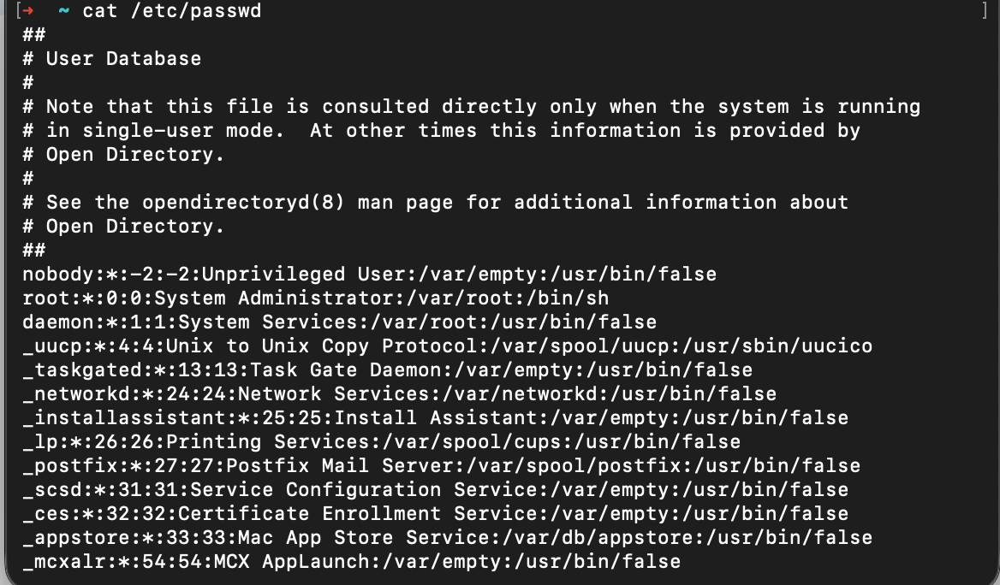 [➜  ~ cat /etc/passwd ]
##
# User Database
#
# Note that this file is consulted directly only when the system is running
# in single-user mode.  At other times this information is provided by
# Open Directory.
#
# See the opendirectoryd(8) man page for additional information about
# Open Directory.
##
nobody:*:-2:-2:Unprivileged User:/var/empty:/usr/bin/false
root:*:0:0:System Administrator:/var/root:/bin/sh
daemon:*:1:1:System Services:/var/root:/usr/bin/false
_uucp:*:4:4:Unix to Unix Copy Protocol:/var/spool/uucp:/usr/sbin/uucico
_taskgated:*:13:13:Task Gate Daemon:/var/empty:/usr/bin/false
_networkd:*:24:24:Network Services:/var/networkd:/usr/bin/false
_installassistant:*:25:25:Install Assistant:/var/empty:/usr/bin/false
_lp:*:26:26:Printing Services:/var/spool/cups:/usr/bin/false
_postfix:*:27:27:Postfix Mail Server:/var/spool/postfix:/usr/bin/false
_scsd:*:31:31:Service Configuration Service:/var/empty:/usr/bin/false
_ces:*:32:32:Certificate Enrollment Service:/var/empty:/usr/bin/false
_appstore:*:33:33:Mac App Store Service:/var/db/appstore:/usr/bin/false
_mcxalr:*:54:54:MCX AppLaunch:/var/empty:/usr/bin/false